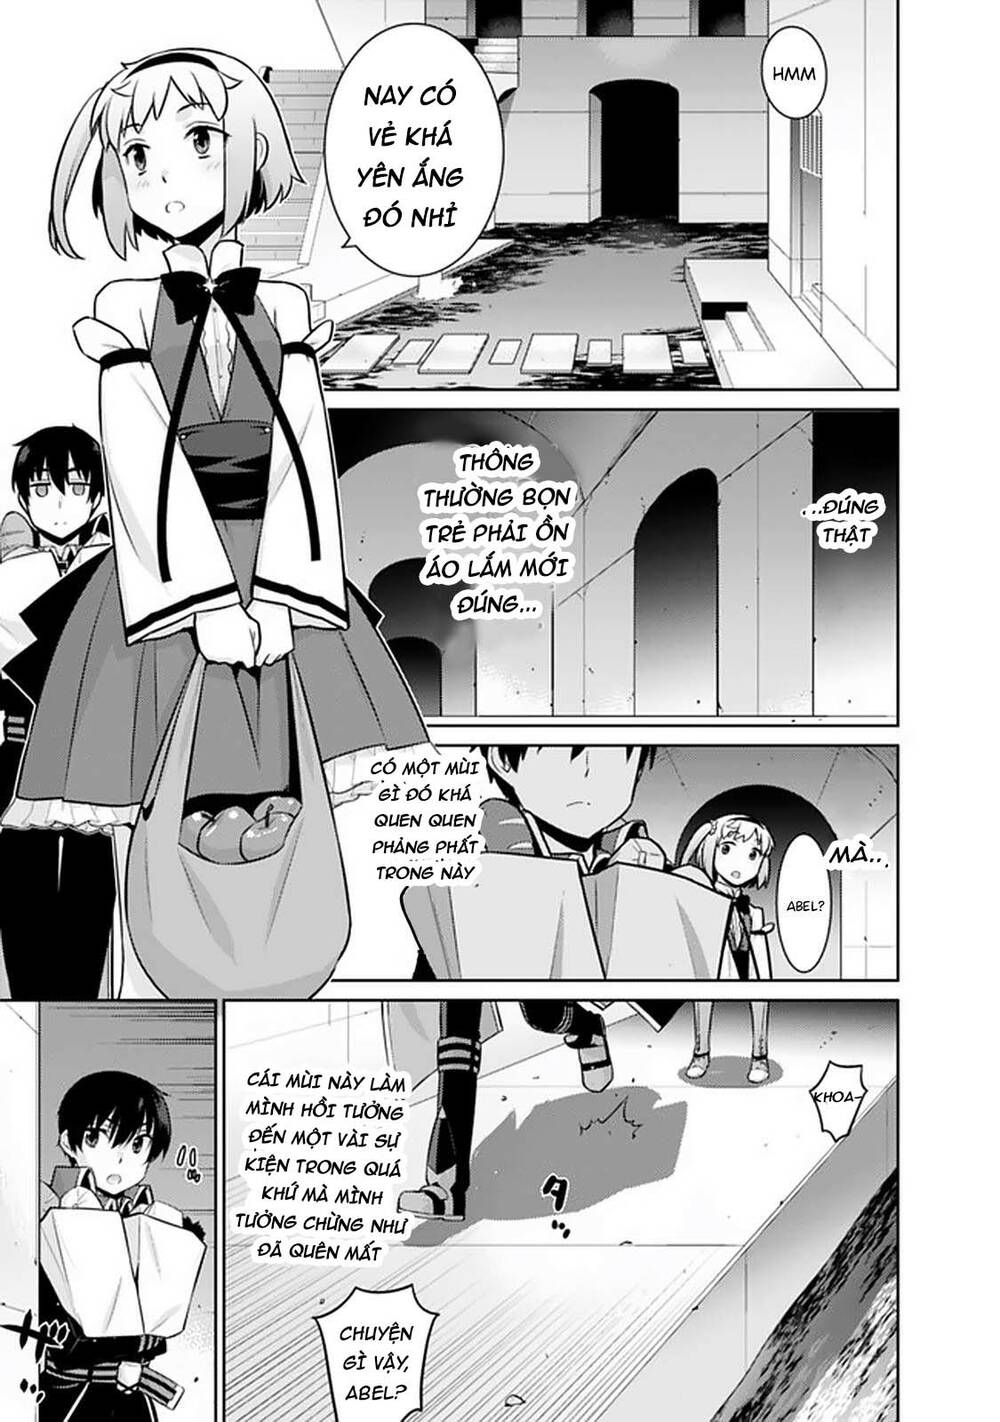 HMM
NAY CÓ
VẺ KHÁ
YÊN ẮNG
ĐÓ NHỈ
...ĐÚNG
THẬT
THÔNG
THƯỜNG BỌN
TRẺ PHẢI ỒN
ÁO LẮM MỚI
ĐÚNG...
MÀ..
ABEL?
CÓ MỘT MÙI
GÌ ĐÓ KHÁ
QUEN QUEN
PHẢNG PHẤT
TRONG NÀY
KHOA-
CÁI MÙI NÀY LÀM
MÌNH HỒI TƯỞNG
ĐẾN MỘT VÀI SỰ
KIỆN TRONG QUÁ
KHỨ MÀ MÌNH
TƯỞNG CHỪNG NHƯ
ĐÃ QUÊN MẤT
ダッ
CHUYỆN
GÌ VẬY,
ABEL?